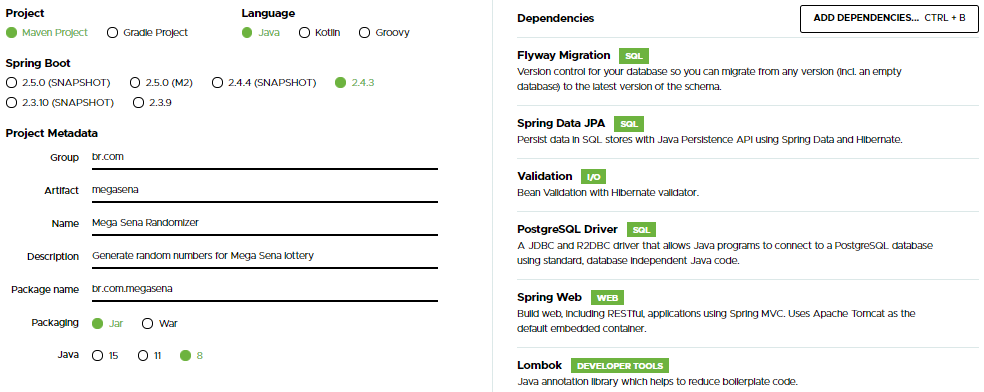 Project
Maven Project Gradle Project
Language
Java Kotlin Groovy
Spring Boot
2.5.0 (SNAPSHOT) 2.5.0 (M2) 2.4.4 (SNAPSHOT) 2.4.3
2.3.10 (SNAPSHOT) 2.3.9
Project Metadata
Group br.com
Artifact megasena
Name Mega Sena Randomizer
Description Generate random numbers for Mega Sena lottery
Package name br.com.megasena
Packaging Jar War
Java 15 11 8
Dependencies ADD DEPENDENCIES... CTRL + B
Flyway Migration SQL
Version control for your database so you can migrate from any version (incl. an empty
database) to the latest version of the schema.
Spring Data JPA SQL
Persist data in SQL stores with Java Persistence API using Spring Data and Hibernate.
Validation I/O
Bean Validation with Hibernate validator.
PostgreSQL Driver SQL
A JDBC and R2DBC driver that allows Java programs to connect to a PostgreSQL database
using standard, database independent Java code.
Spring Web WEB
Build web, including RESTful, applications using Spring MVC. Uses Apache Tomcat as the
default embedded container.
Lombok DEVELOPER TOOLS
Java annotation library which helps to reduce boilerplate code.